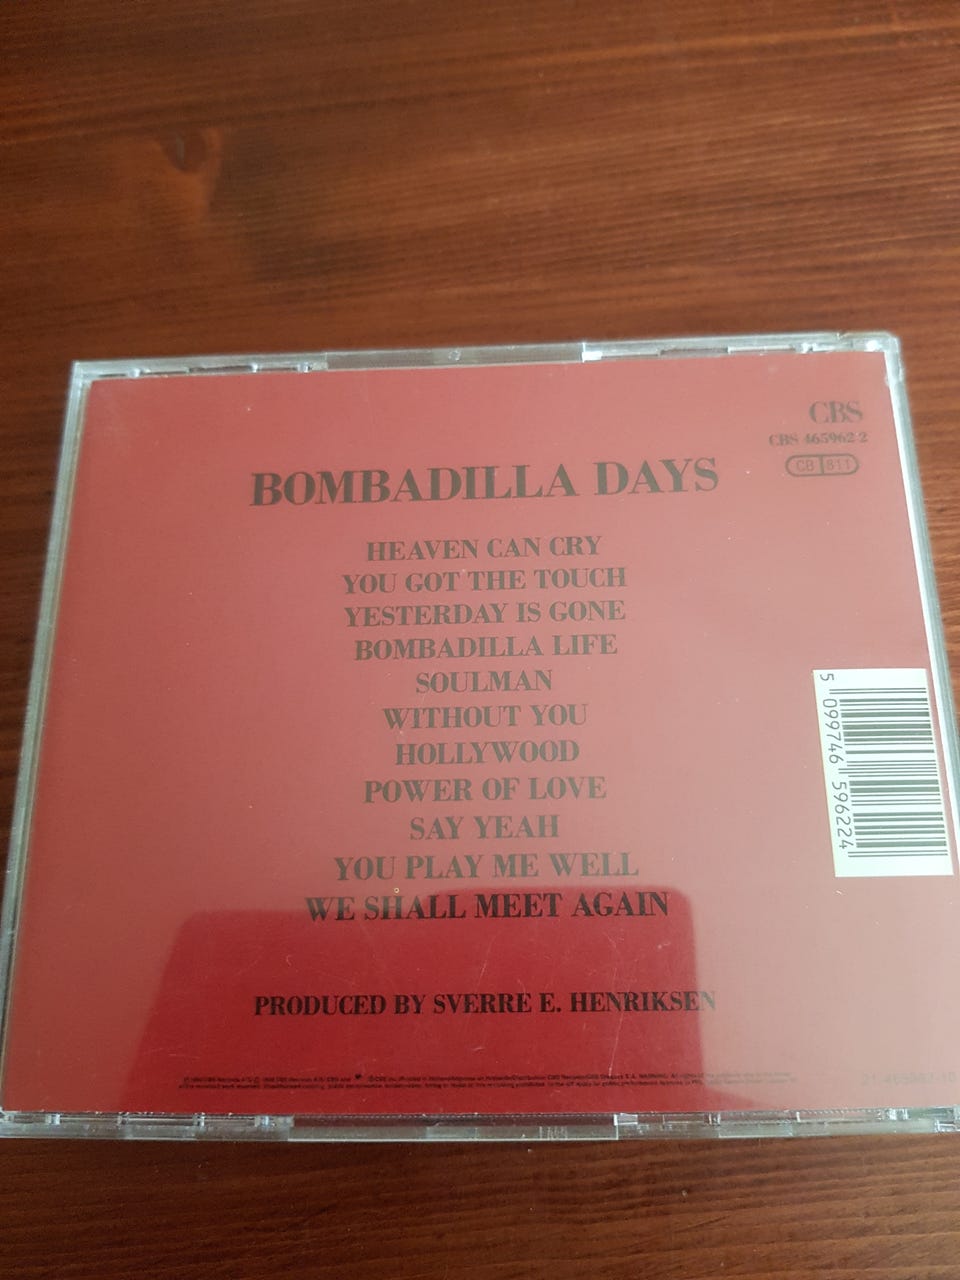 CBS
CBS 465962 2
CB 811
BOMBADILLA DAYS
HEAVEN CAN CRY
YOU GOT THE TOUCH
YESTERDAY IS GONE
BOMBADILLA LIFE
SOULMAN
WITHOUT YOU
HOLLYWOOD
POWER OF LOVE
SAY YEAH
YOU PLAY ME WELL
WE SHALL MEET AGAIN
PRODUCED BY SVERRE E. HENRIKSEN
5 099746 596224